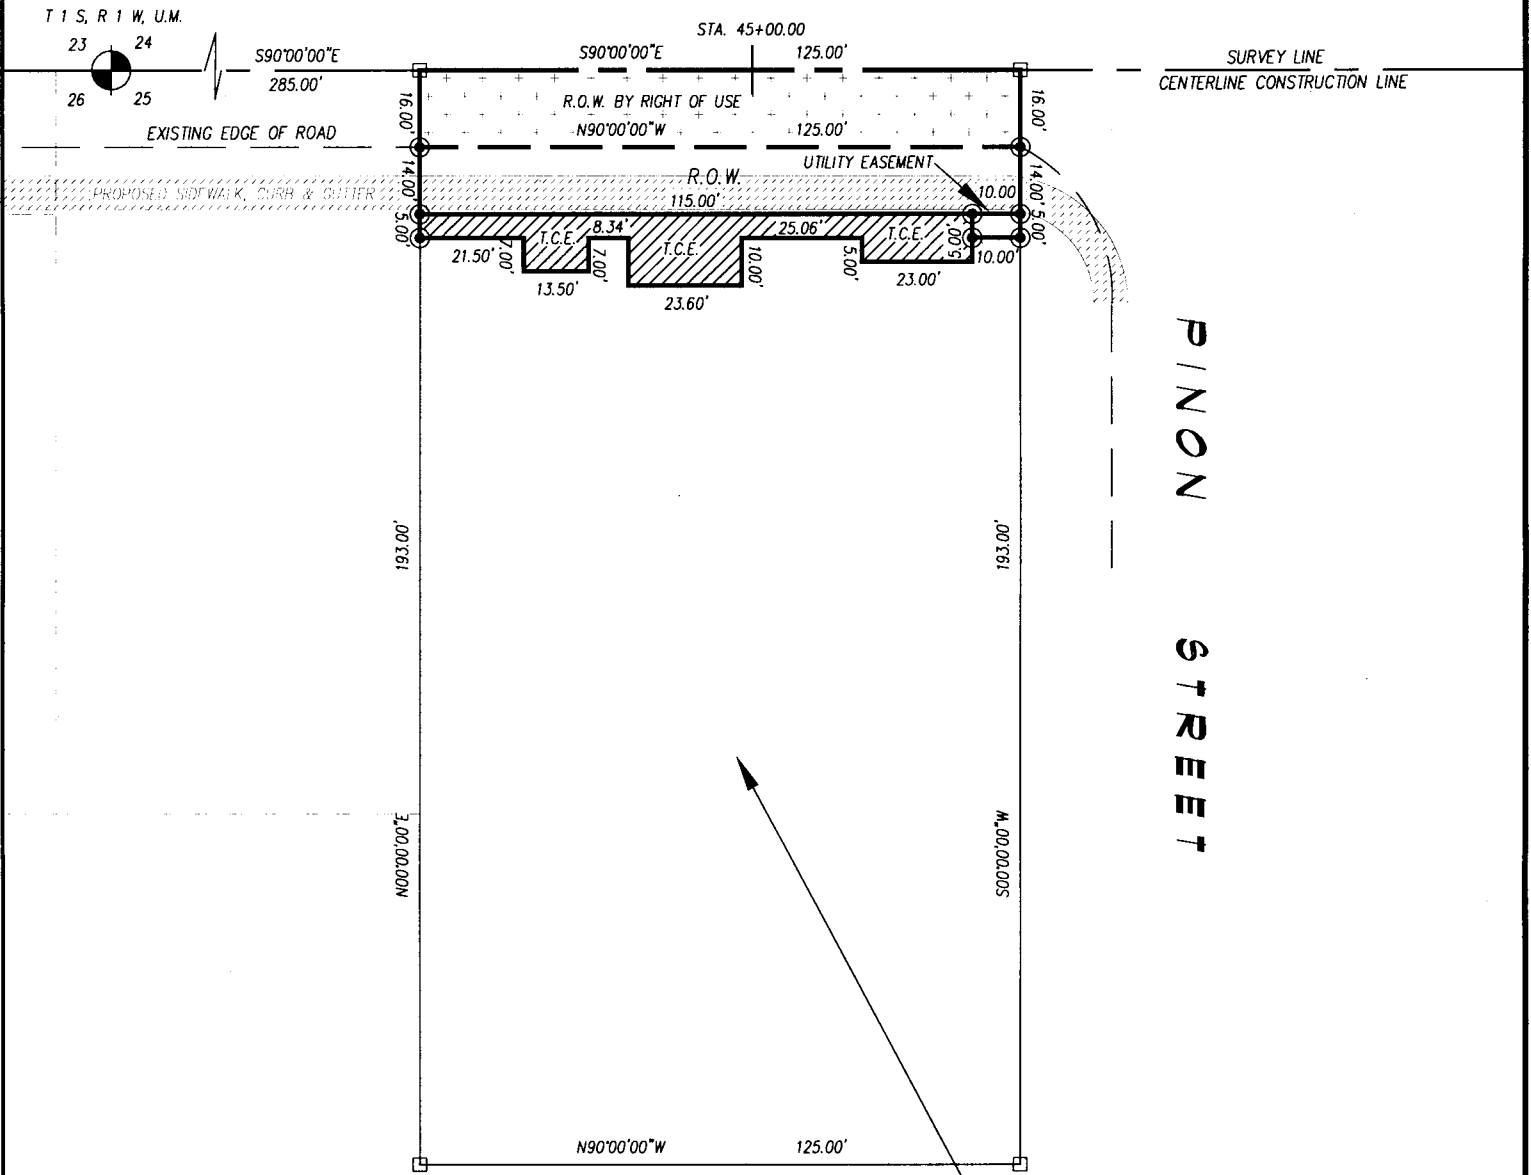 T 1 S, R 1 W, U.M.
23 24
26 25
S90°00'00"E
285.00'
STA. 45+00.00
S90°00'00"E 125.00'
SURVEY LINE
CENTERLINE CONSTRUCTION LINE
16.00'
R.O.W. BY RIGHT OF USE
16.00'
EXISTING EDGE OF ROAD
N90°00'00"W 125.00'
14.00'
UTILITY EASEMENT
14.00'
PROPOSED SIDEWALK, CURB & GUTTER
R.O.W.
115.00'
10.00
5.00'
8.34'
25.06'
5.00'
T.C.E.
T.C.E.
T.C.E.
21.50'
7.00'
7.00'
10.00'
5.00'
5.00'
10.00'
13.50'
23.60'
23.00'
PINON STREET
193.00'
193.00'
N00°00'00"E
S00°00'00"W
N90°00'00"W 125.00'